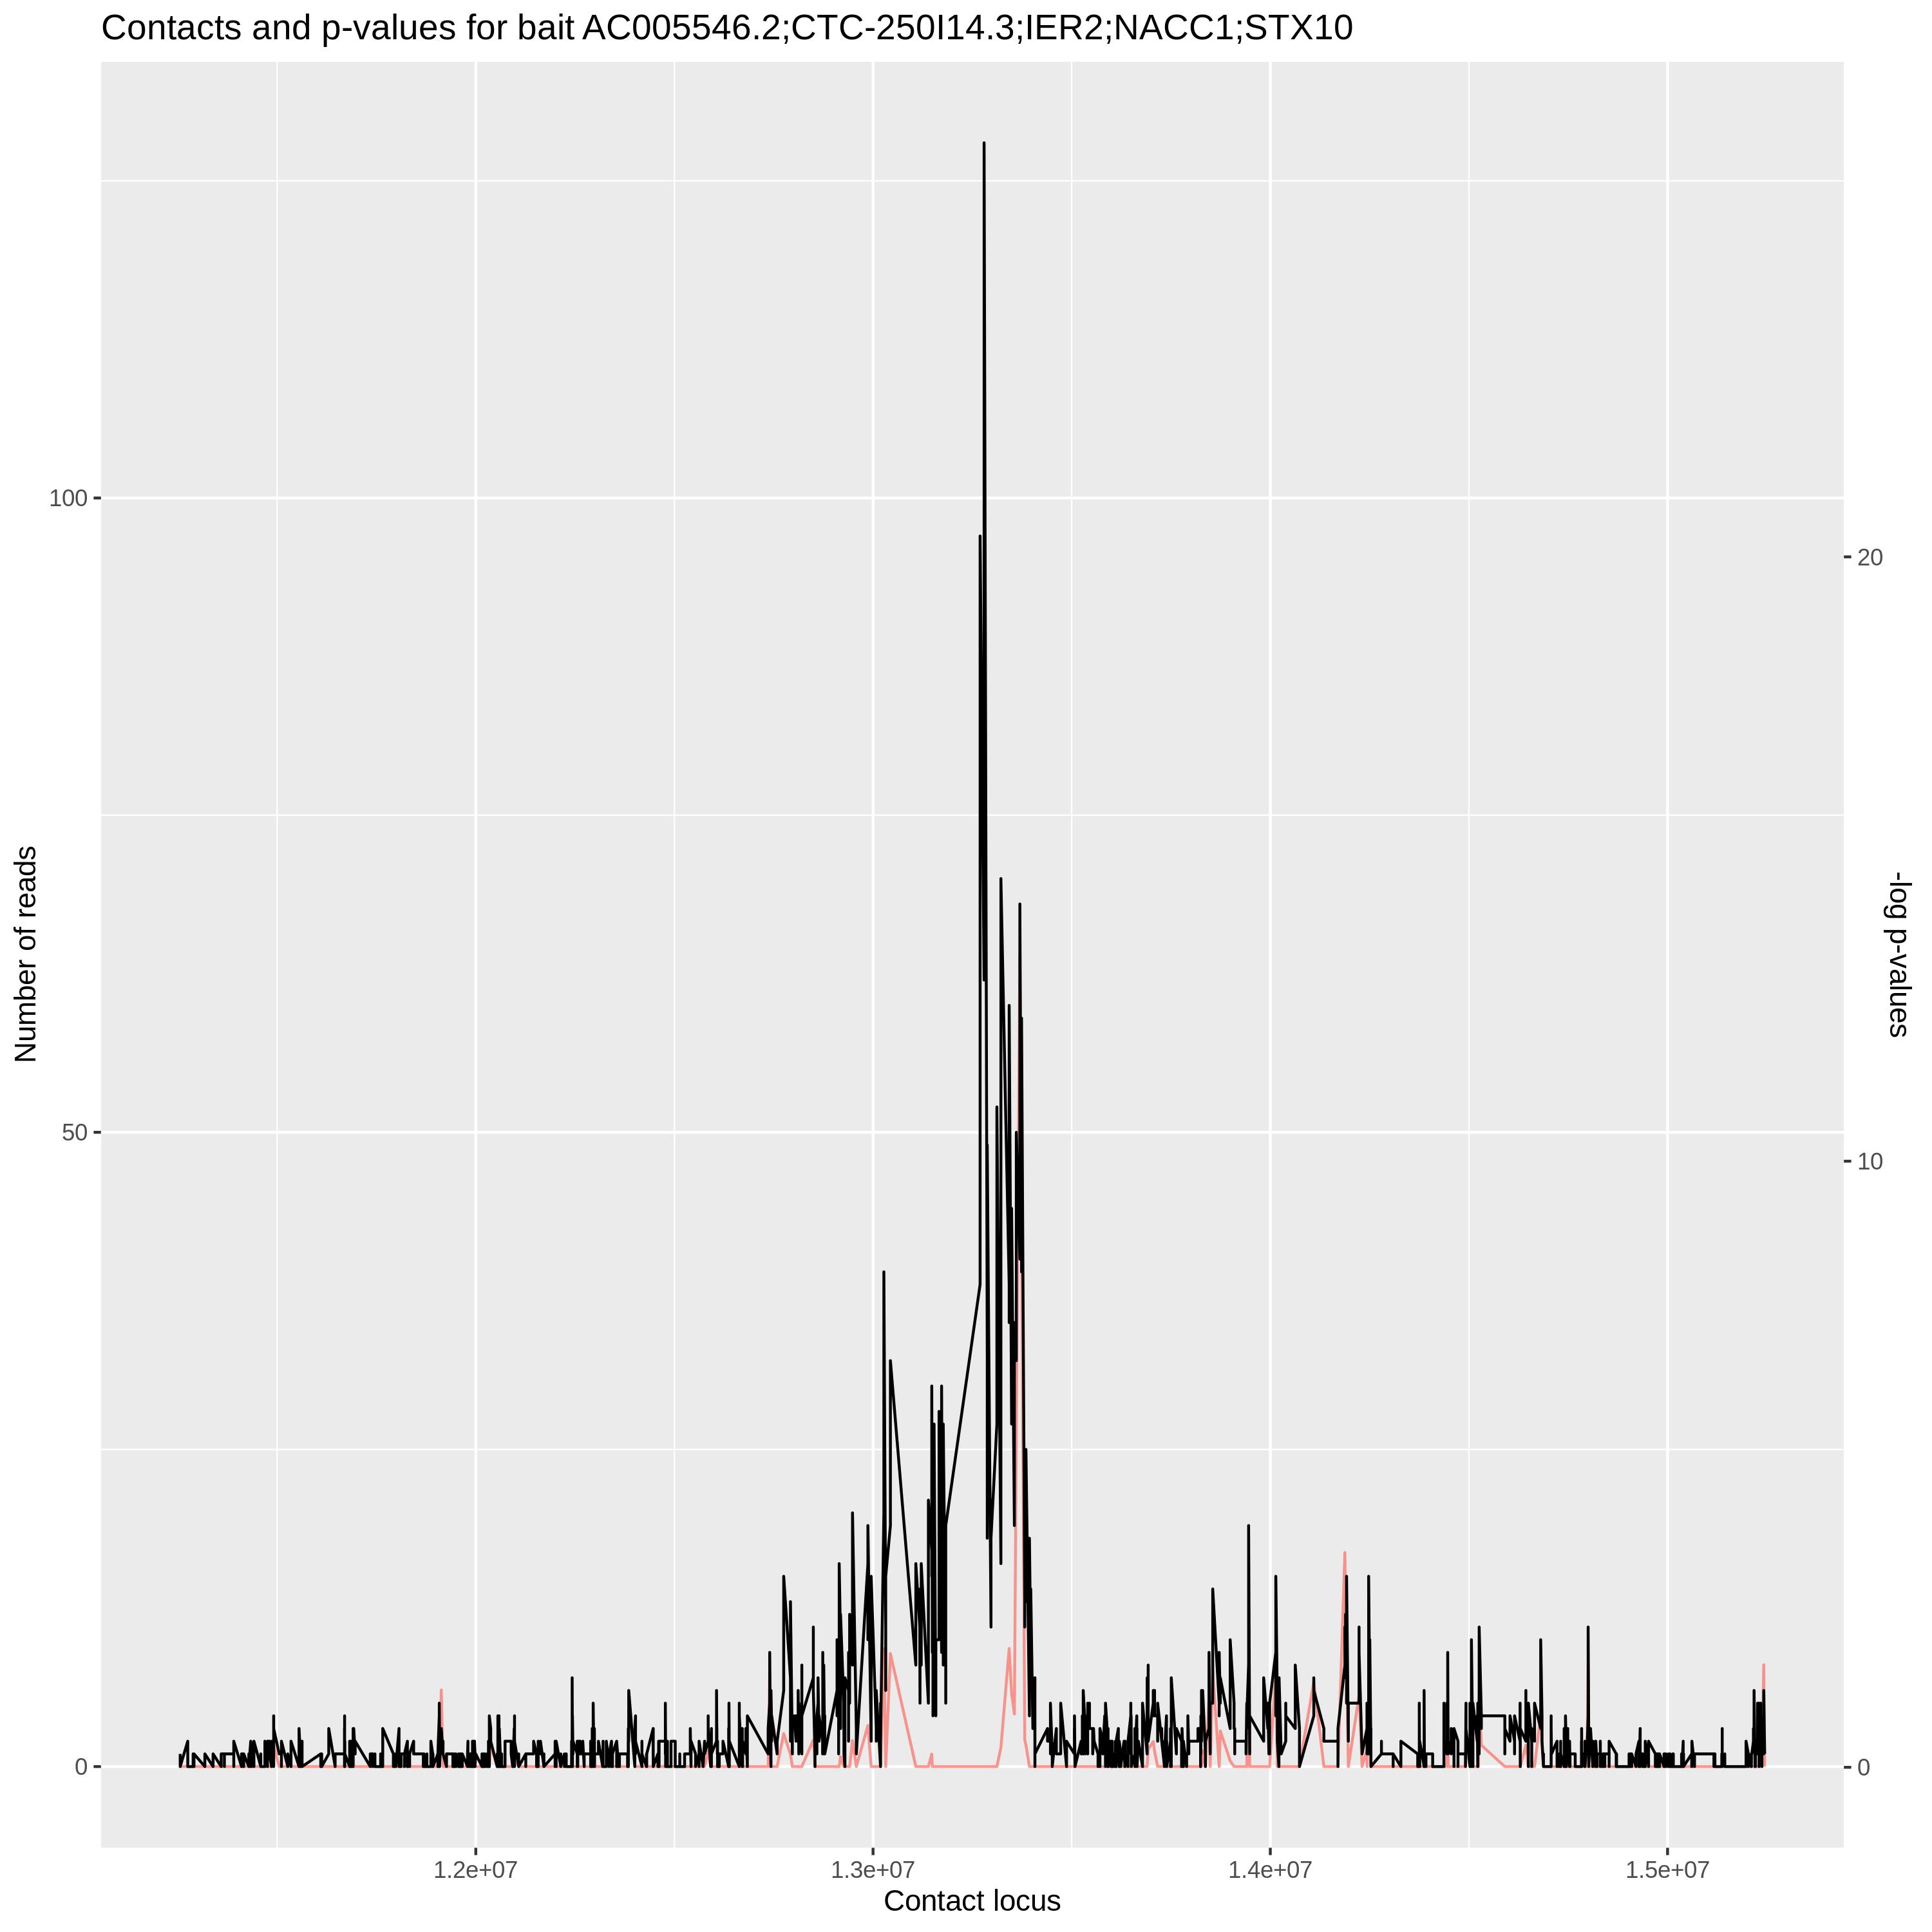 Contacts and p-values for bait AC005546.2;CTC-250I14.3;IER2;NACC1;STX10
100
50
0
Number of reads
20
10
0
-log p-values
1.2e+07
1.3e+07
1.4e+07
1.5e+07
Contact locus